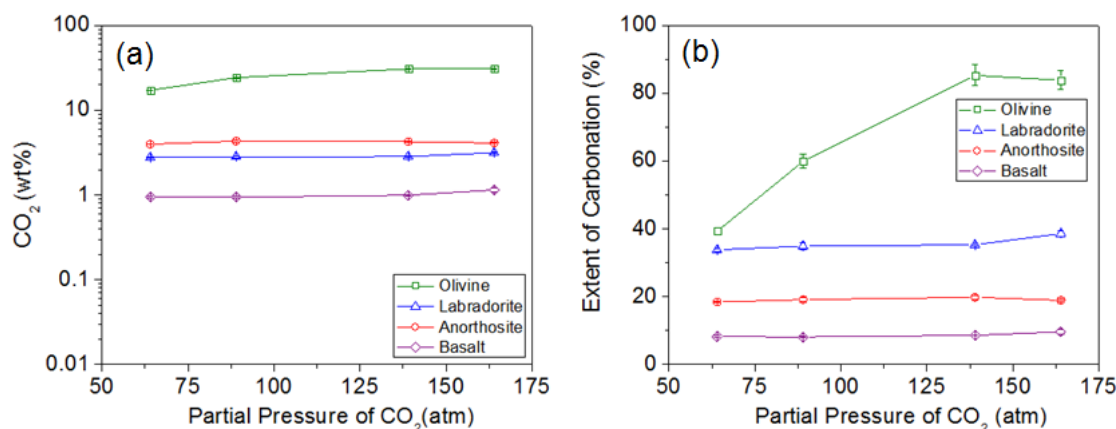 (a)
CO₂ (wt%)
100
10
1
0.1
0.01
50 75 100 125 150 175
Partial Pressure of CO₂(atm)
Olivine
Labradorite
Anorthosite
Basalt
(b)
Extent of Carbonation (%)
100
80
60
40
20
0
50 75 100 125 150 175
Partial Pressure of CO₂ (atm)
Olivine
Labradorite
Anorthosite
Basalt